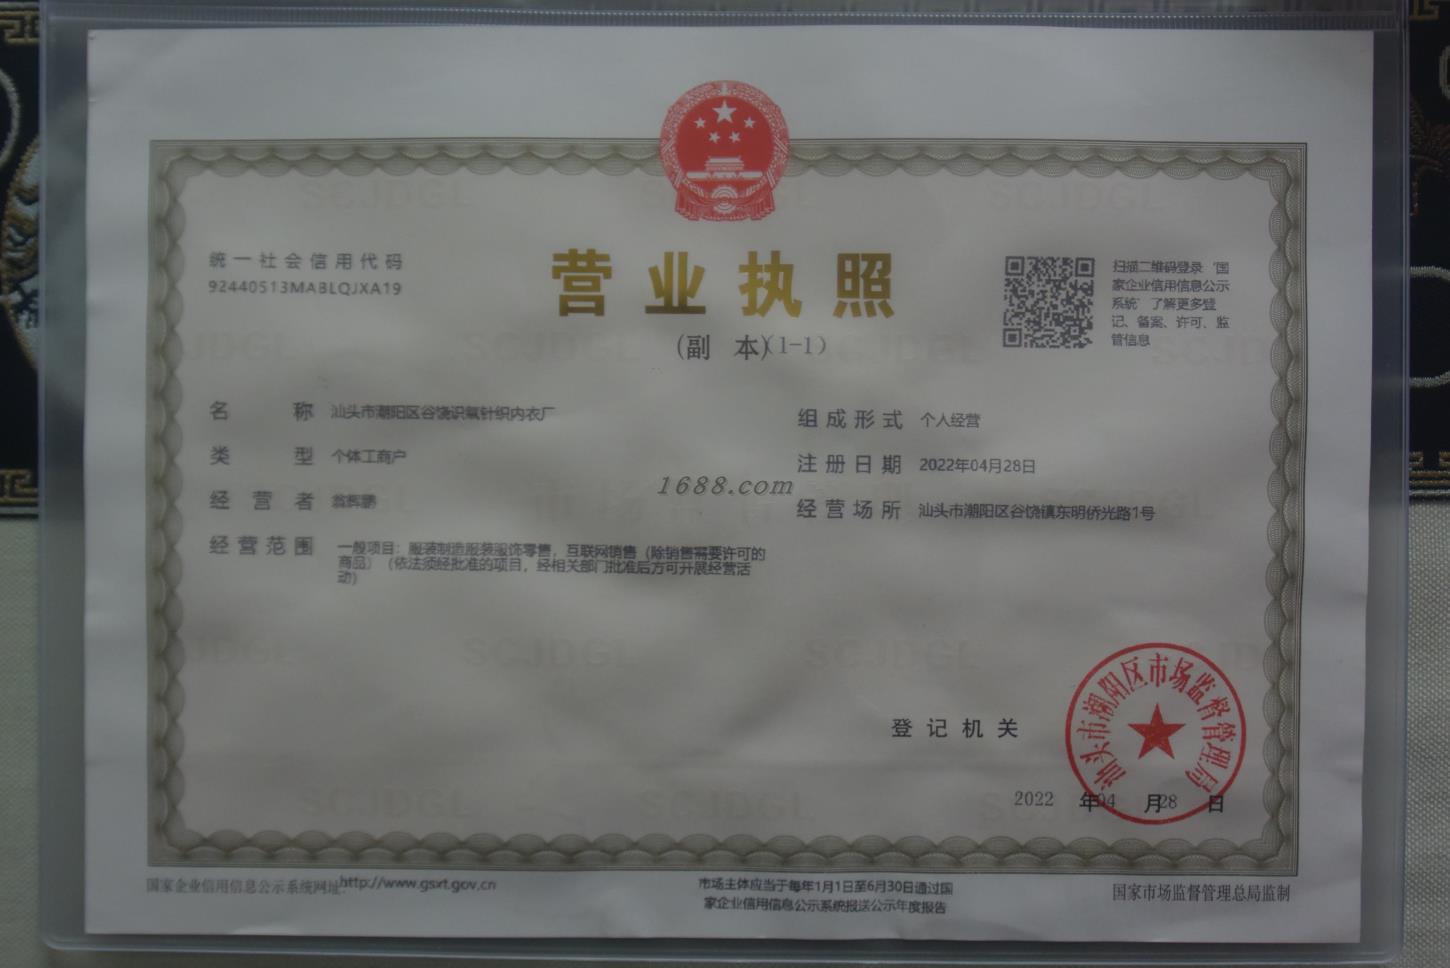 统一社会信用代码
92440513MABLQJXA19
营业执照
(副 本)(1-1)
扫描二维码登录‘国
家企业信用信息公示
系统’了解更多登
记、备案、许可、监
管信息
名 称 汕头市潮阳区谷饶识氧针织内衣厂
类 型 个体工商户
经营者 翁辉鹏
经营范围 一般项目：服装制造服装服饰零售，互联网销售（除销售需要许可的
商品）（依法须经批准的项目，经相关部门批准后方可开展经营活
动）
组成形式 个人经营
注册日期 2022年04月28日
经营场所 汕头市潮阳区谷饶镇东明侨光路1号
1688.com
登记机关
汕头市潮阳区市场监督管理局
2022 年04 月28 日
国家企业信用信息公示系统网址:http://www.gsxt.gov.cn
市场主体应当于每年1月1日至6月30日通过国
家企业信用信息公示系统报送公示年度报告
国家市场监督管理总局监制
SCJDGL